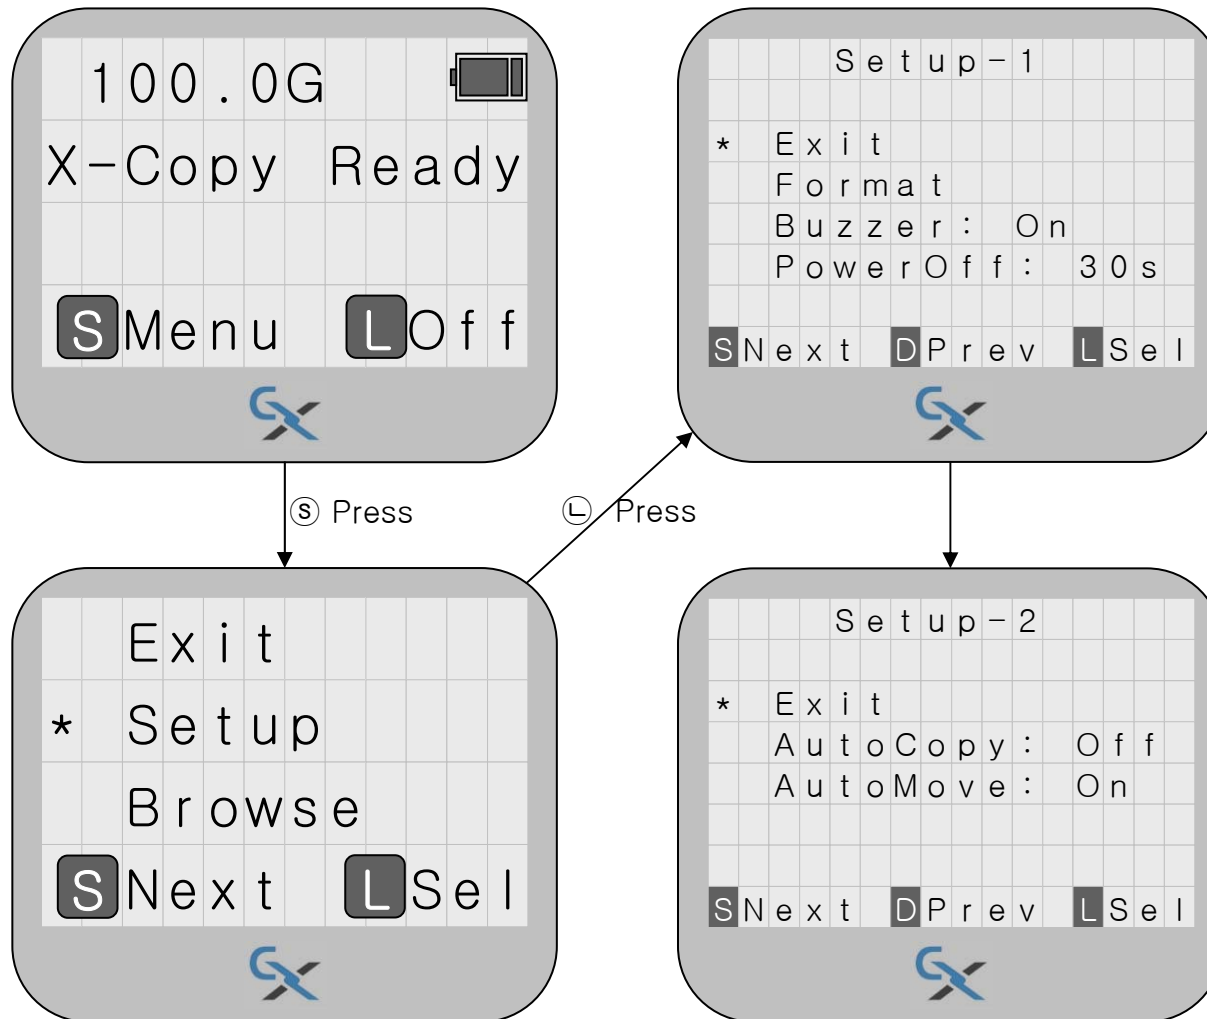 100.0G
X-Copy Ready
S Menu L Off
Ⓢ Press
Exit
* Setup
Browse
S Next L Sel
Ⓛ Press
Setup-1
* Exit
Format
Buzzer: On
PowerOff: 30s
S Next D Prev L Sel
Setup-2
* Exit
AutoCopy: Off
AutoMove: On
S Next D Prev L Sel